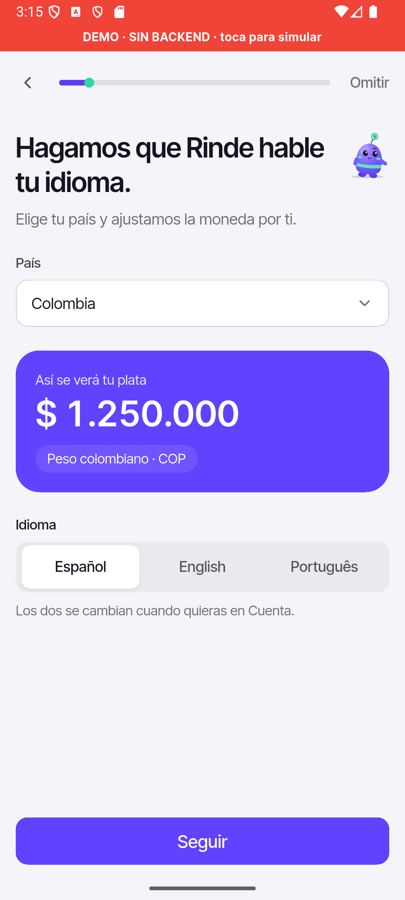 3:15
DEMO · SIN BACKEND · toca para simular
Omitir
Hagamos que Rinde hable
tu idioma.
Elige tu país y ajustamos la moneda por ti.
País
Colombia
Así se verá tu plata
$ 1.250.000
Peso colombiano · COP
Idioma
Español English Português
Los dos se cambian cuando quieras en Cuenta.
Seguir